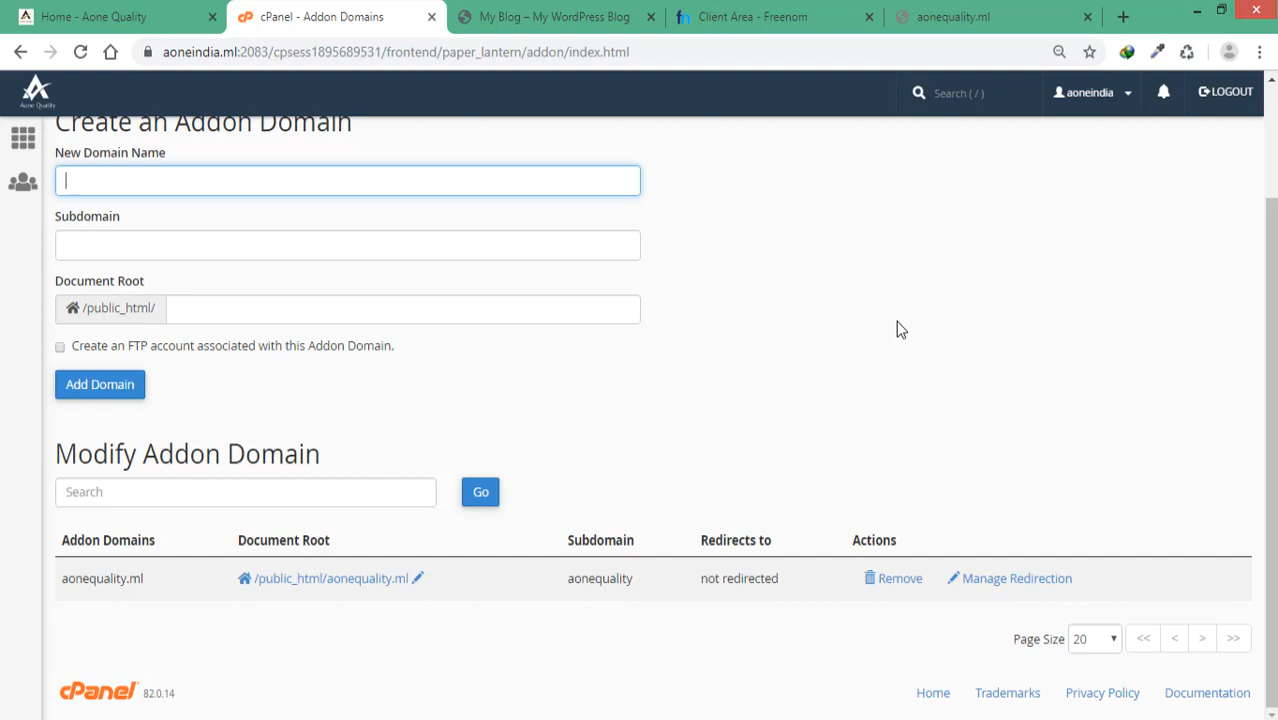 Home - Aone Quality
cPanel - Addon Domains
My Blog – My WordPress Blog
Client Area - Freenom
aonequality.ml
aoneindia.ml:2083/cpsess1895689531/frontend/paper_lantern/addon/index.html
Aone Quality
Search ( / )
aoneindia
LOGOUT
Create an Addon Domain
New Domain Name
Subdomain
Document Root
/public_html/
Create an FTP account associated with this Addon Domain.
Add Domain
Modify Addon Domain
Search
Go
Addon Domains Document Root Subdomain Redirects to Actions
aonequality.ml /public_html/aonequality.ml aonequality not redirected Remove Manage Redirection
Page Size 20 << < > >>
cPanel 82.0.14 Home Trademarks Privacy Policy Documentation